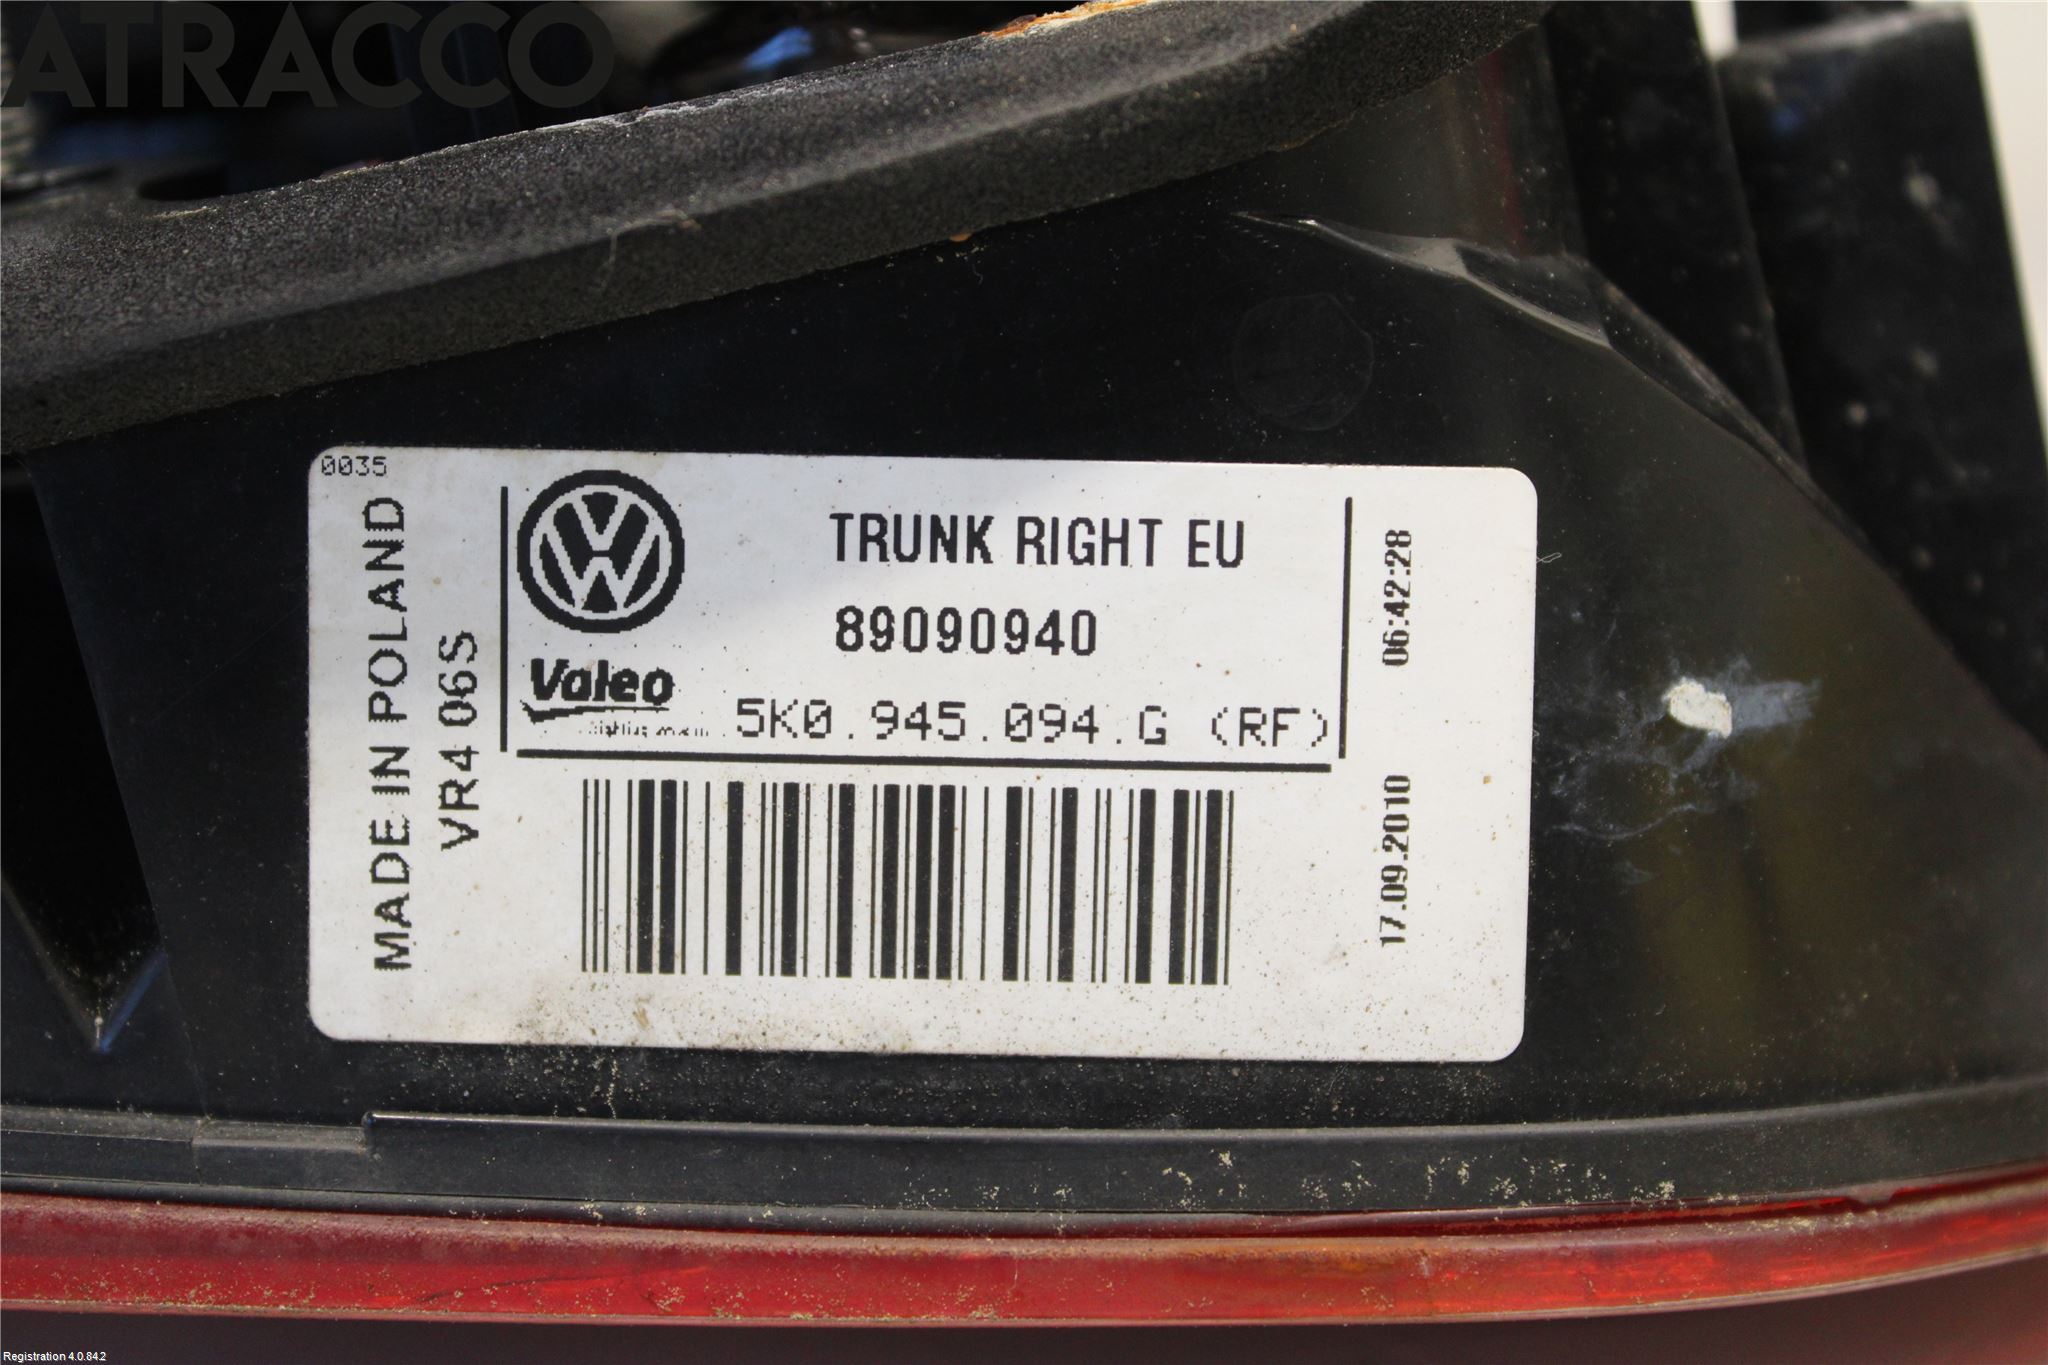 ATRACCO
0035
MADE IN POLAND
VR4 06S
TRUNK RIGHT EU
89090940
Valeo
5K0.945.094.G (RF)
06:42:28
17.09.2010
Registration 4.0.84.2